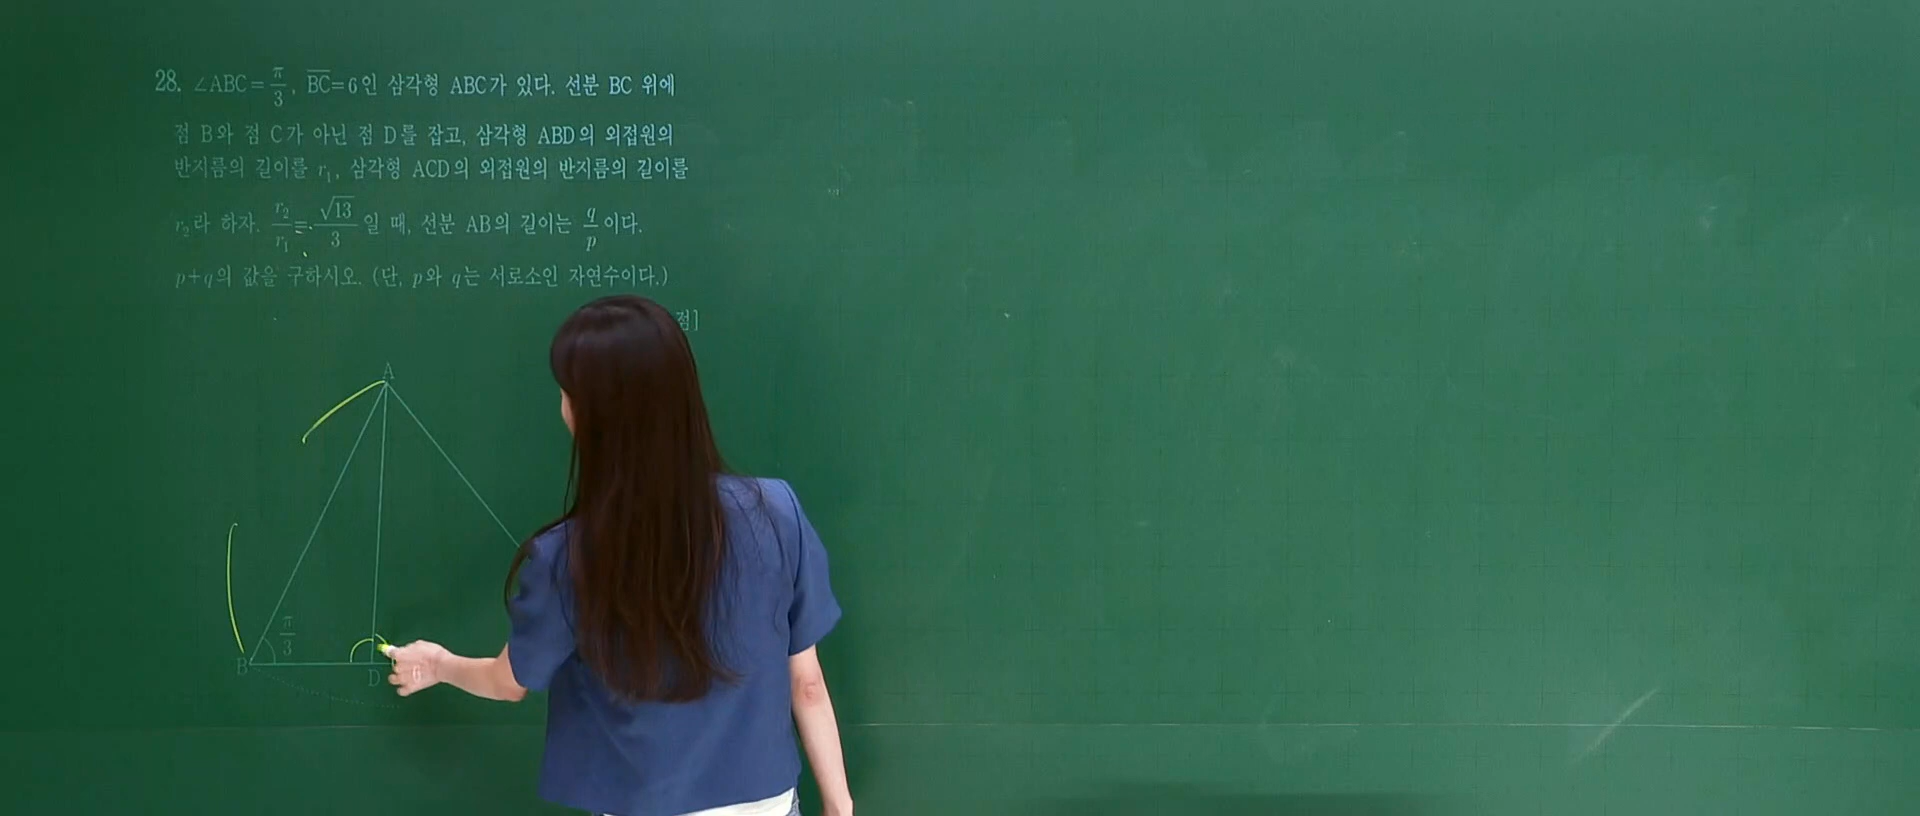 28. ∠ABC=π/3, BC=6인 삼각형 ABC가 있다. 선분 BC 위에
점 B와 점 C가 아닌 점 D를 잡고, 삼각형 ABD의 외접원의
반지름의 길이를 r₁, 삼각형 ACD의 외접원의 반지름의 길이를
r₂라 하자. r₂/r₁=√13/3일 때, 선분 AB의 길이는 q/p이다.
p+q의 값을 구하시오. (단, p와 q는 서로소인 자연수이다.)
점]
A
π/3
B
D
6